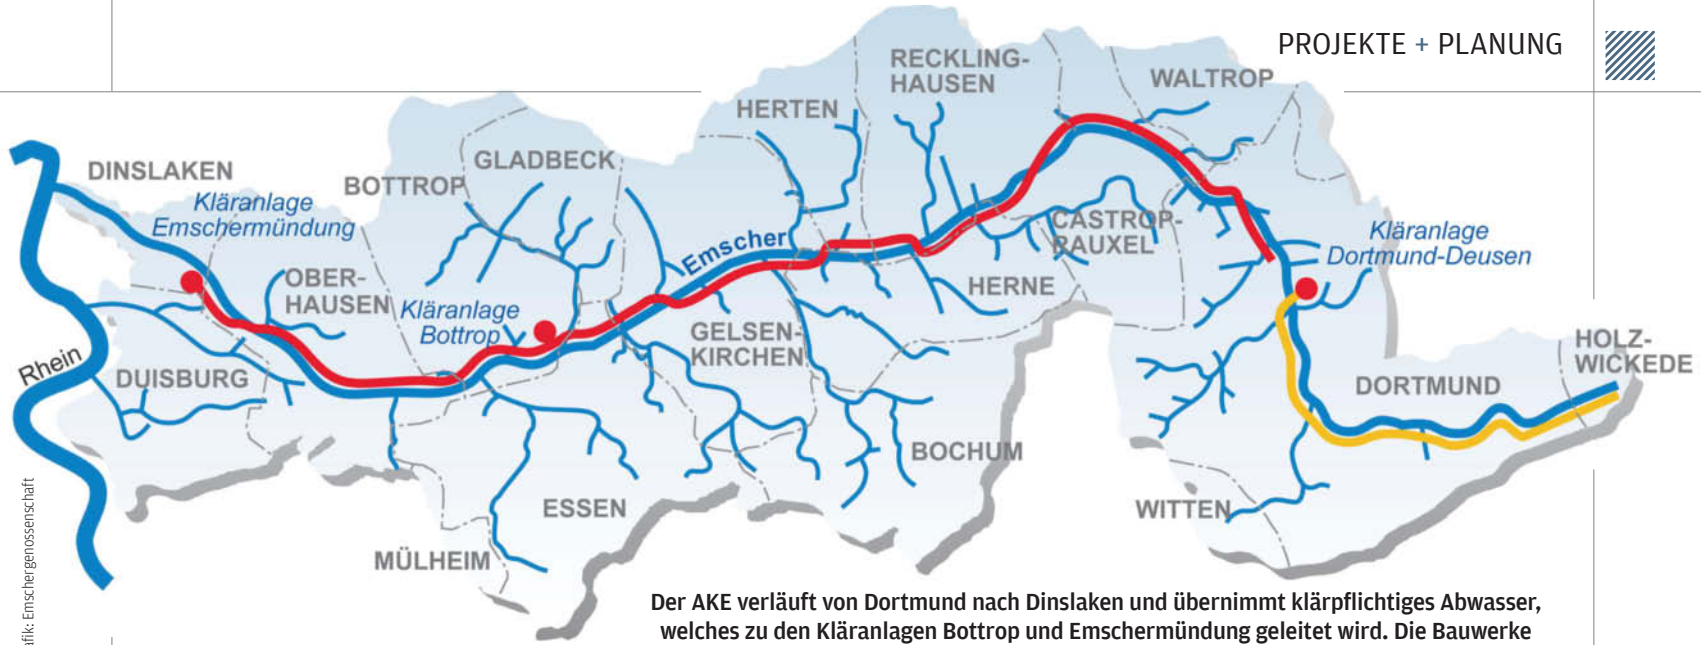 PROJEKTE + PLANUNG
RECKLING-
HAUSEN
WALTROP
HERTEN
GLADBECK
DINSLAKEN
BOTTROP
Kläranlage
Emschermündung
CASTROP-
RAUXEL
Kläranlage
Dortmund-Deusen
Emscher
OBER-
HAUSEN
HERNE
Kläranlage
Bottrop
GELSEN-
KIRCHEN
HOLZ-
WICKEDE
Rhein
DUISBURG
DORTMUND
BOCHUM
ESSEN
WITTEN
MÜLHEIM
Emschergenossenschaft
Der AKE verläuft von Dortmund nach Dinslaken und übernimmt klärpflichtiges Abwasser,
welches zu den Kläranlagen Bottrop und Emschermündung geleitet wird. Die Bauwerke